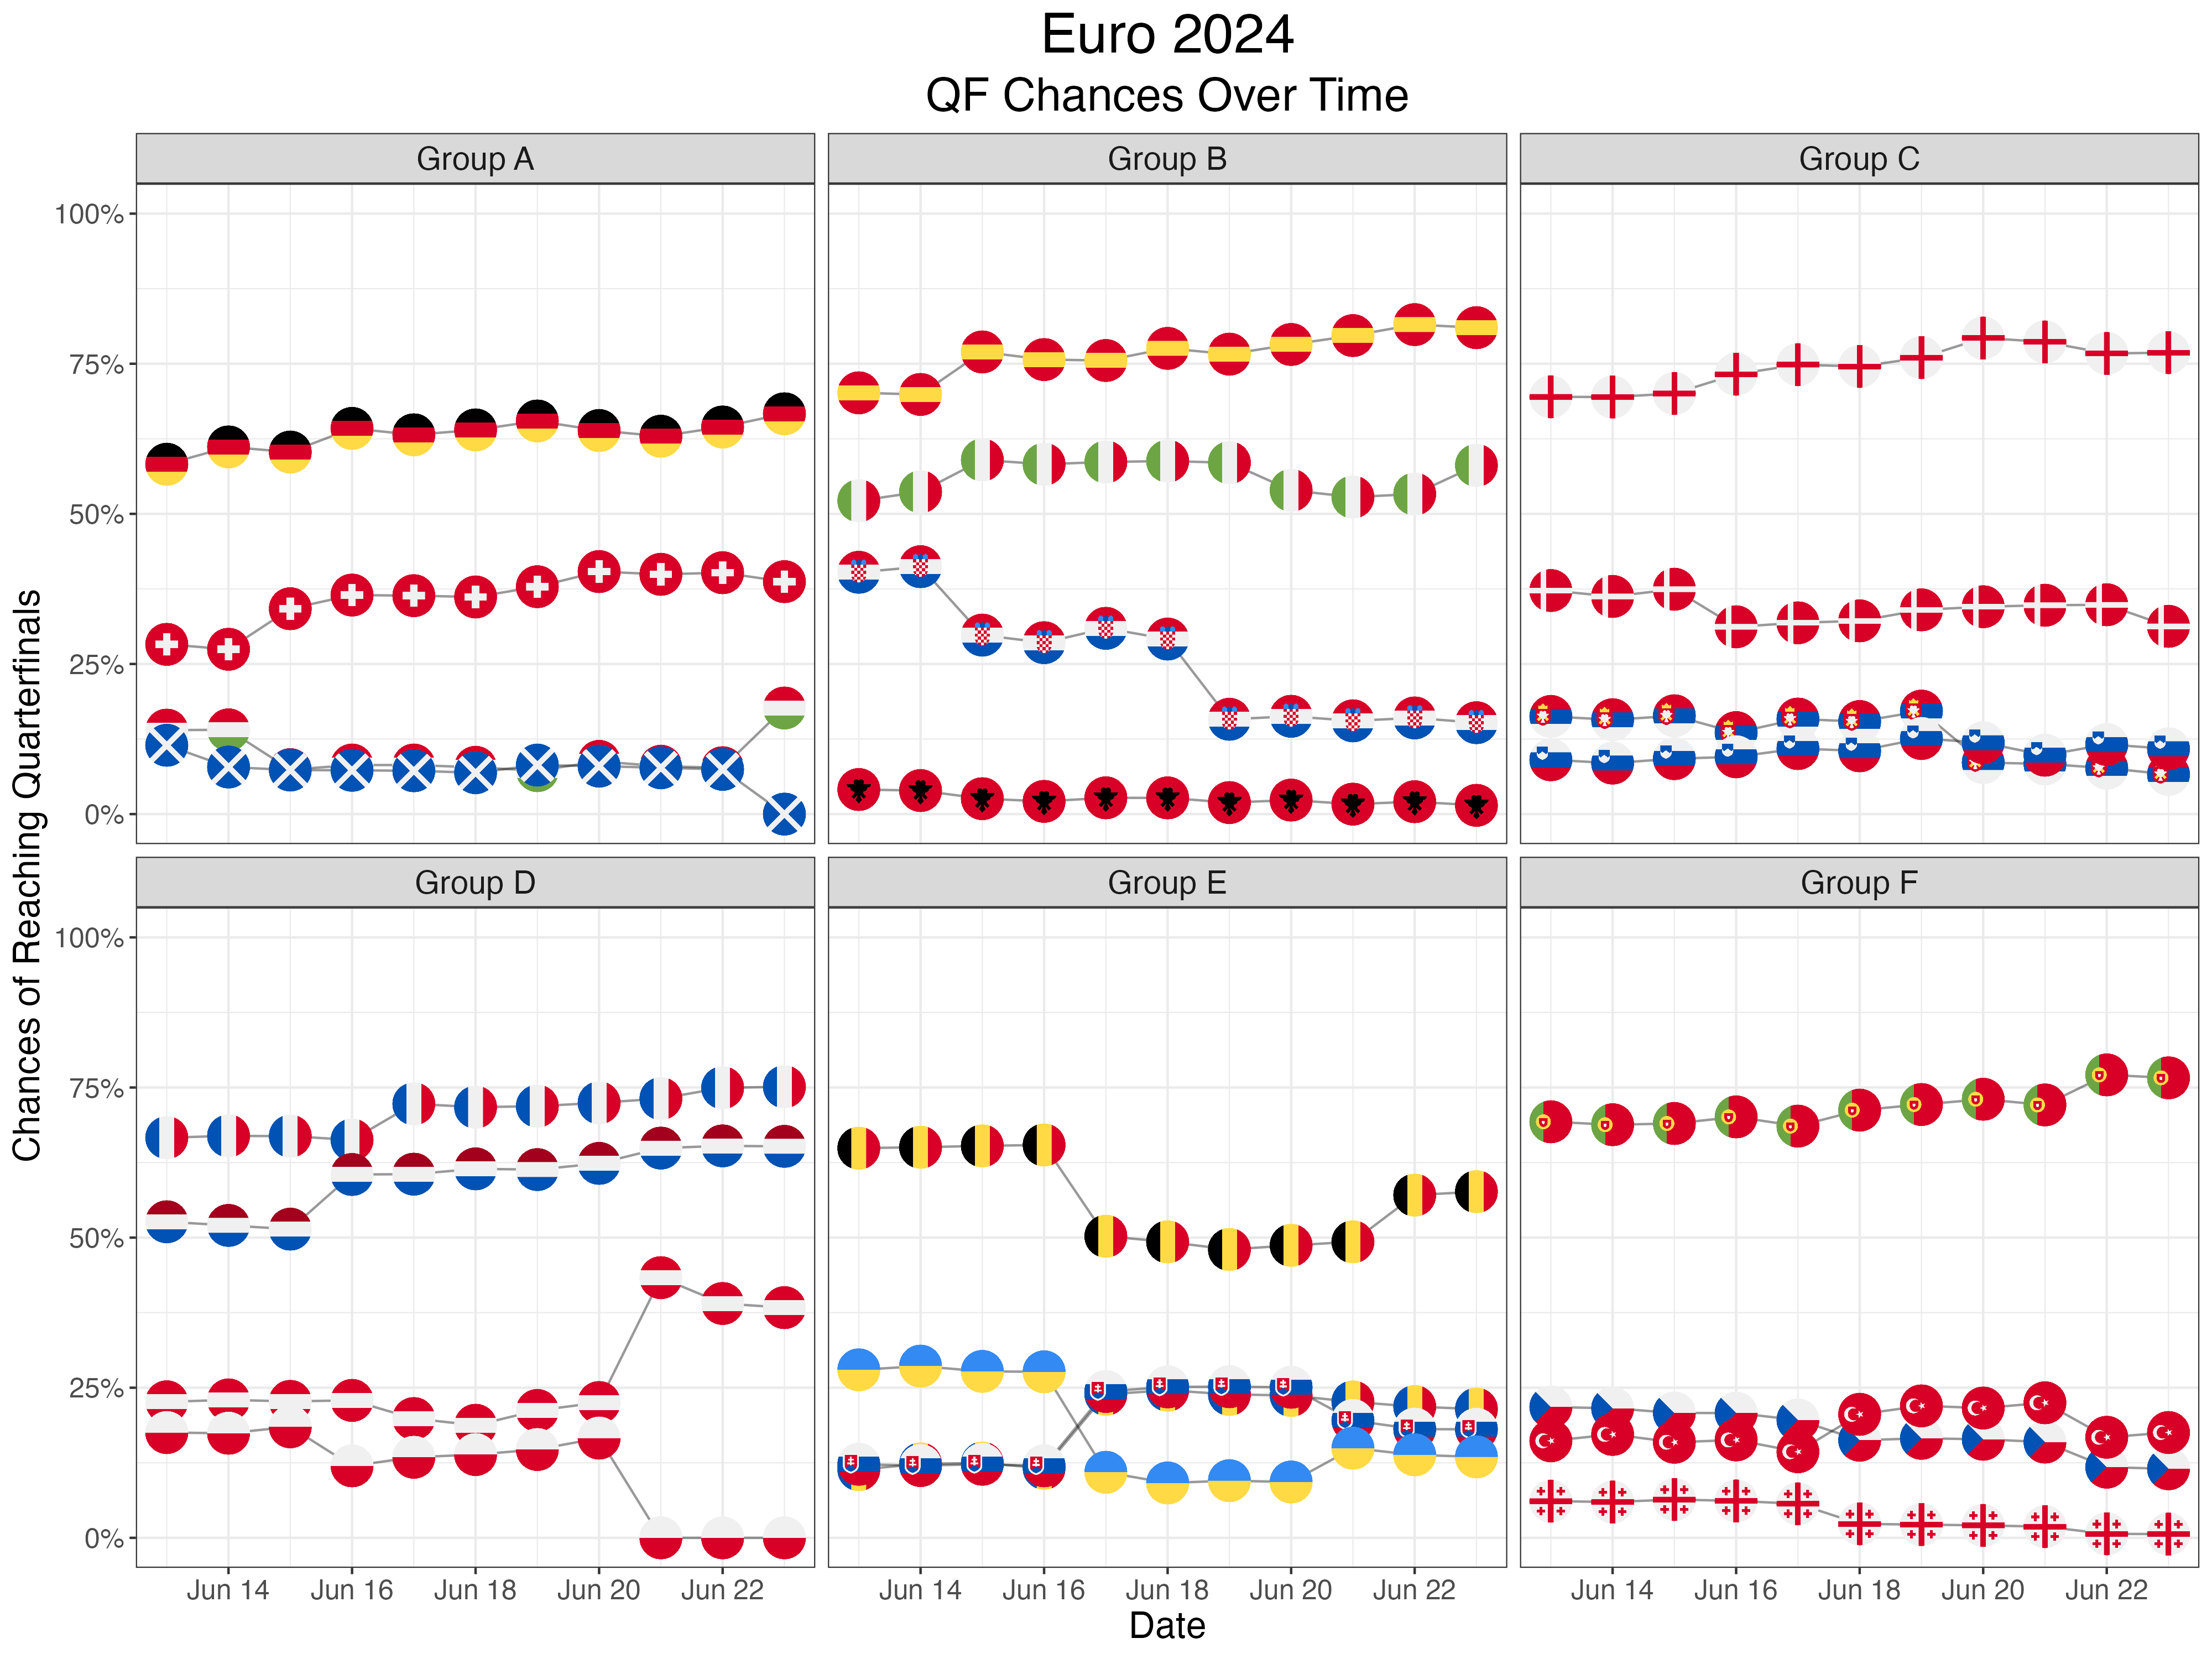 Euro 2024
QF Chances Over Time
Group A
Group B
Group C
100%
75%
50%
25%
0%
Group D
Group E
Group F
100%
75%
50%
25%
0%
Jun 14 Jun 16 Jun 18 Jun 20 Jun 22
Jun 14 Jun 16 Jun 18 Jun 20 Jun 22
Jun 14 Jun 16 Jun 18 Jun 20 Jun 22
Date
Chances of Reaching Quarterfinals